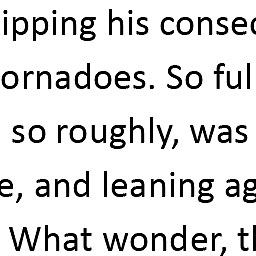 ipping his consec
ornadoes. So ful
so roughly, was
e, and leaning ag
What wonder, th